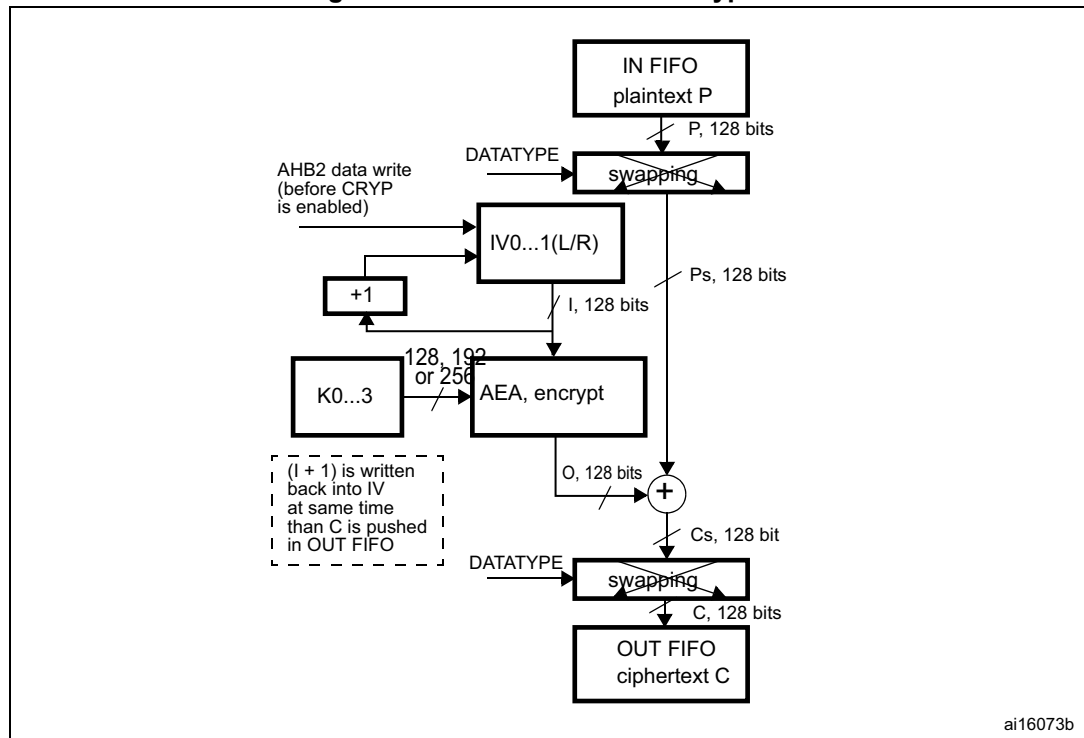 IN FIFO
plaintext P
P, 128 bits
DATATYPE
swapping
AHB2 data write
(before CRYP
is enabled)
IV0...1(L/R)
Ps, 128 bits
+1
I, 128 bits
128, 192
or 256
K0...3
AEA, encrypt
(I + 1) is written
back into IV
at same time
than C is pushed
in OUT FIFO
O, 128 bits
+
Cs, 128 bit
DATATYPE
swapping
C, 128 bits
OUT FIFO
ciphertext C
ai16073b